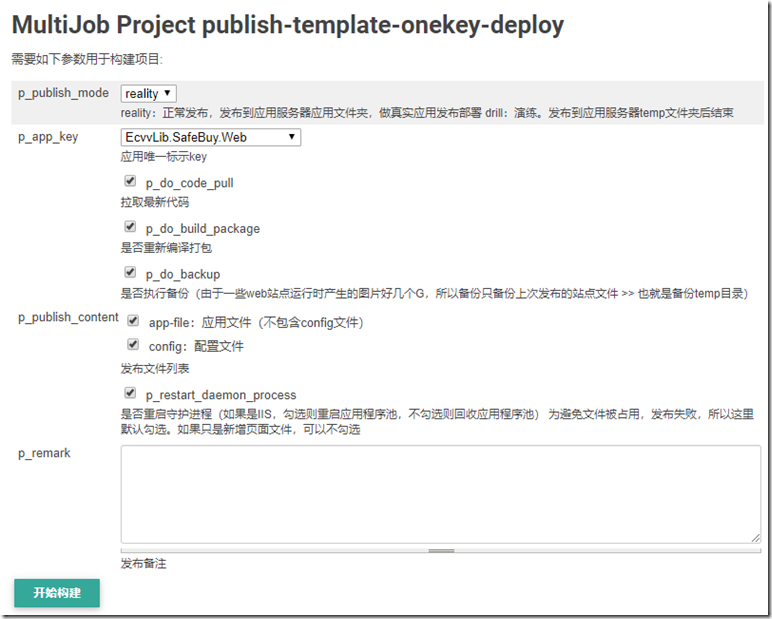 MultiJob Project publish-template-onekey-deploy
需要如下参数用于构建项目:
p_publish_mode
reality
reality：正常发布，发布到应用服务器应用文件夹，做真实应用发布部署 drill：演练。发布到应用服务器temp文件夹后结束
p_app_key
EcvvLib.SafeBuy.Web
应用唯一标示key
p_do_code_pull
拉取最新代码
p_do_build_package
是否重新编译打包
p_do_backup
是否执行备份（由于一些web站点运行时产生的图片好几个G，所以备份只备份上次发布的站点文件 >> 也就是备份temp目录）
p_publish_content
app-file：应用文件（不包含config文件）
config：配置文件
发布文件列表
p_restart_daemon_process
是否重启守护进程（如果是IIS，勾选则重启应用程序池，不勾选则回收应用程序池） 为避免文件被占用，发布失败，所以这里
默认勾选。如果只是新增页面文件，可以不勾选
p_remark
发布备注
开始构建